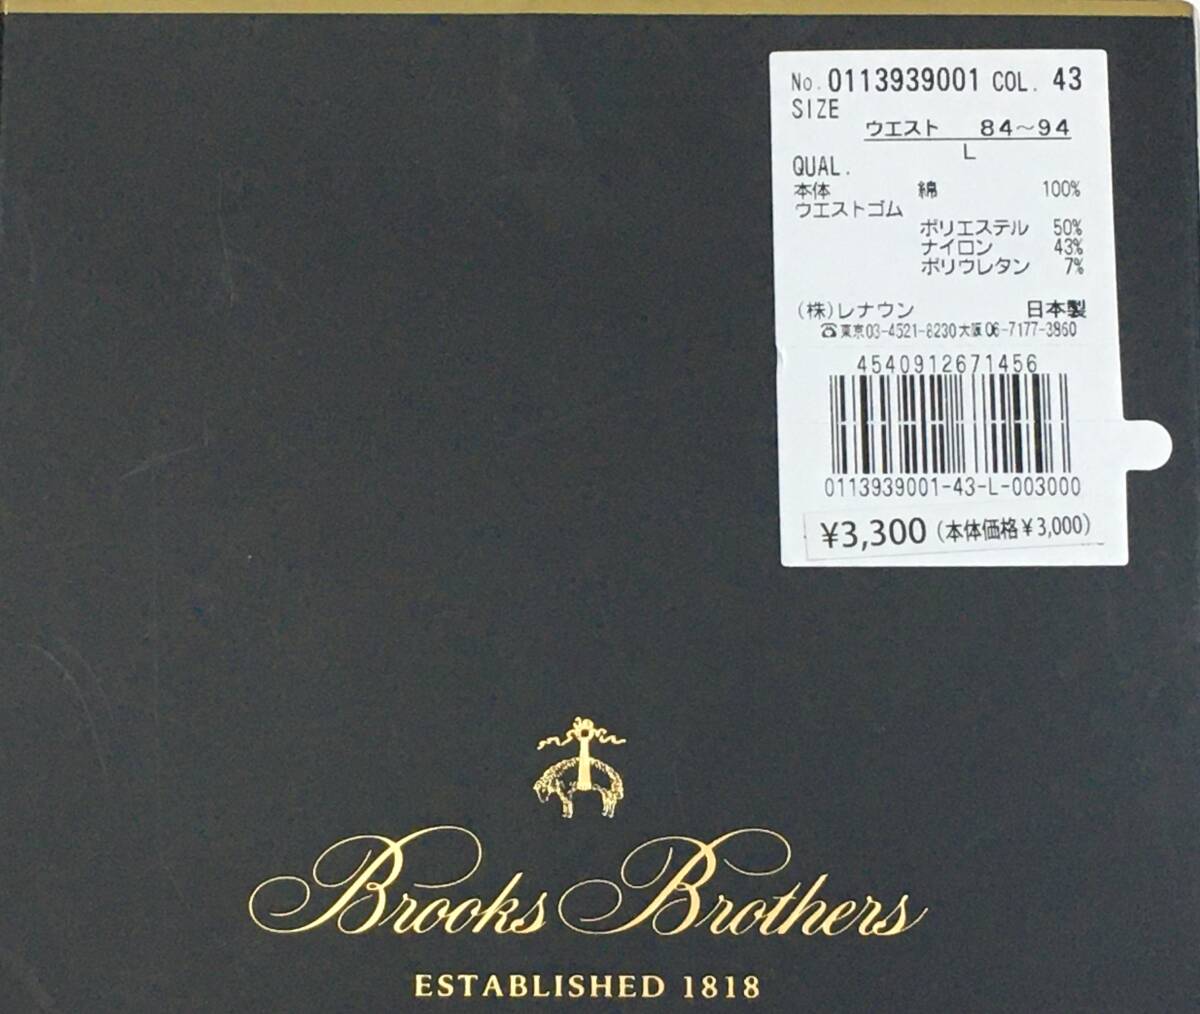 No. 0113939001 COL. 43
SIZE
ウエスト 84～94
L
QUAL.
本体 綿 100%
ウエストゴム
ポリエステル 50%
ナイロン 43%
ポリウレタン 7%
(株)レナウン 日本製
☎東京03-4521-8230大阪06-7177-3860
4540912671456
0113939001-43-L-003000
¥3,300 (本体価格¥3,000)
Brooks Brothers
ESTABLISHED 1818